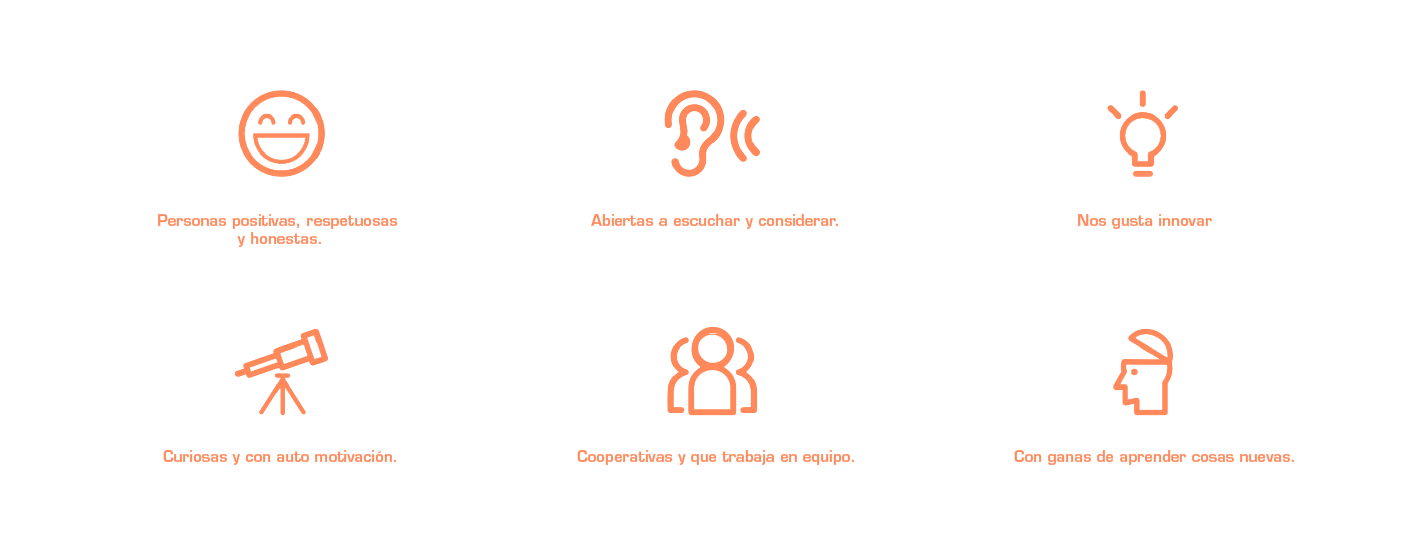 Personas positivas, respetuosas
y honestas.
Abiertas a escuchar y considerar.
Nos gusta innovar
Curiosas y con auto motivación.
Cooperativas y que trabaja en equipo.
Con ganas de aprender cosas nuevas.